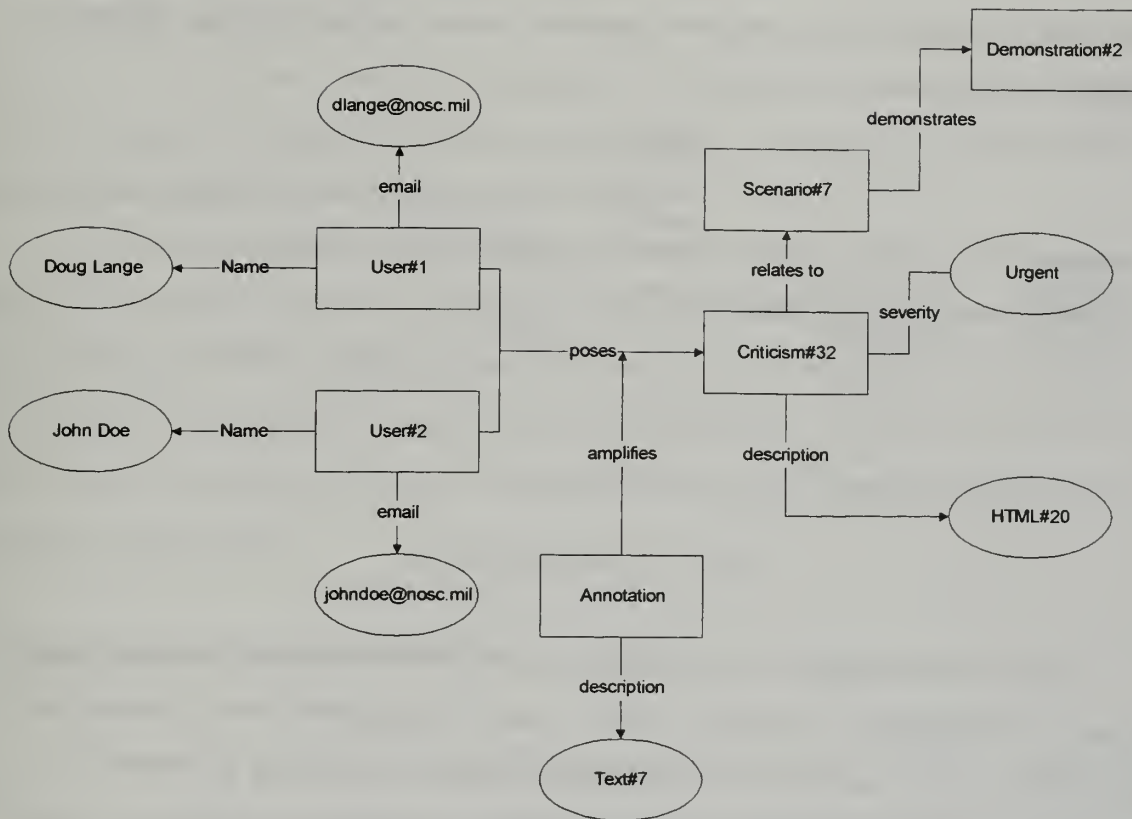 Demonstration#2
dlange@nosc.mil
demonstrates
email
Scenario#7
Doug Lange
Name
User#1
relates to
Urgent
severity
poses
Criticism#32
John Doe
Name
User#2
amplifies
description
email
HTML#20
johndoe@nosc.mil
Annotation
description
Text#7